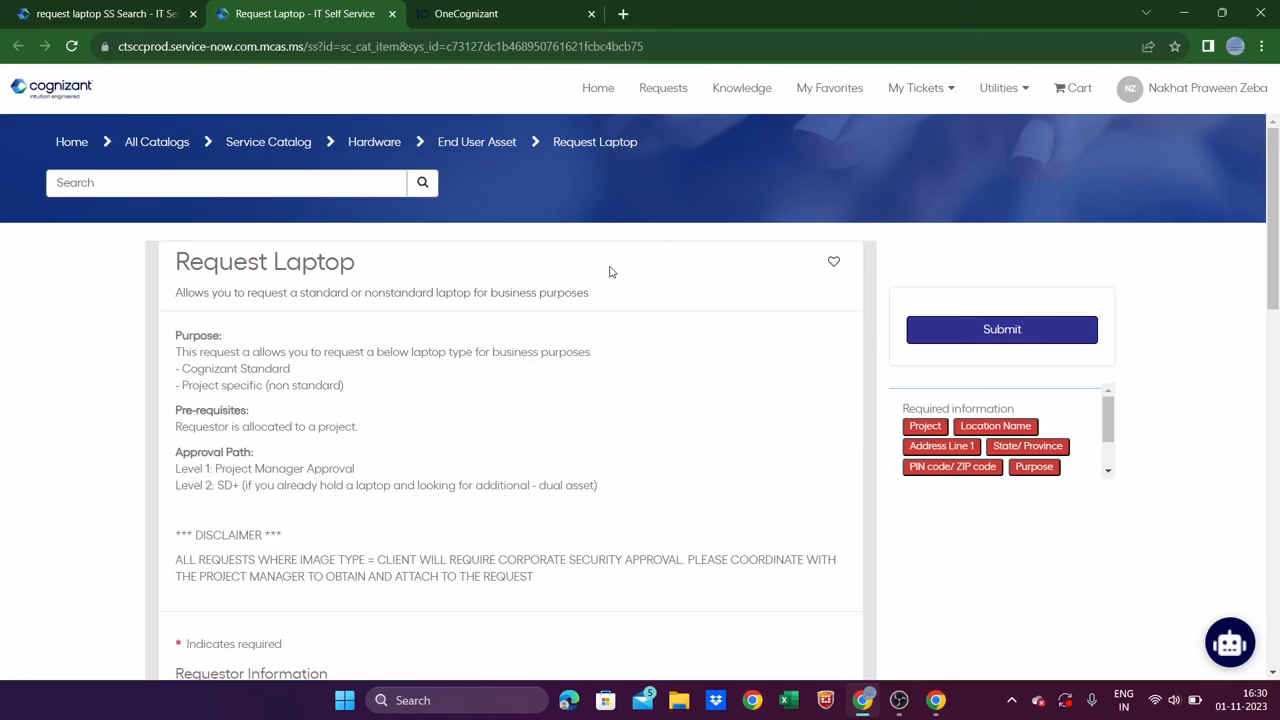 request laptop SS Search - IT Se
Request Laptop - IT Self Service
OneCognizant
ctsccprod.service-now.com.mcas.ms/ss?id=sc_cat_item&sys_id=c73127dc1b468950761621fcbc4bcb75
cognizant
intuition engineered
Home
Requests
Knowledge
My Favorites
My Tickets
Utilities
Cart
NZ
Nakhat Praween Zeba
Home
All Catalogs
Service Catalog
Hardware
End User Asset
Request Laptop
Search
Request Laptop
Allows you to request a standard or nonstandard laptop for business purposes
Purpose:
This request a allows you to request a below laptop type for business purposes
- Cognizant Standard
- Project specific (non standard)
Pre-requisites:
Requestor is allocated to a project.
Approval Path:
Level 1: Project Manager Approval
Level 2: SD+ (if you already hold a laptop and looking for additional - dual asset)
*** DISCLAIMER ***
ALL REQUESTS WHERE IMAGE TYPE = CLIENT WILL REQUIRE CORPORATE SECURITY APPROVAL. PLEASE COORDINATE WITH
THE PROJECT MANAGER TO OBTAIN AND ATTACH TO THE REQUEST
* Indicates required
Requestor Information
Submit
Required information
Project
Location Name
Address Line 1
State/ Province
PIN code/ ZIP code
Purpose
Search
5
ENG
IN
16:30
01-11-2023